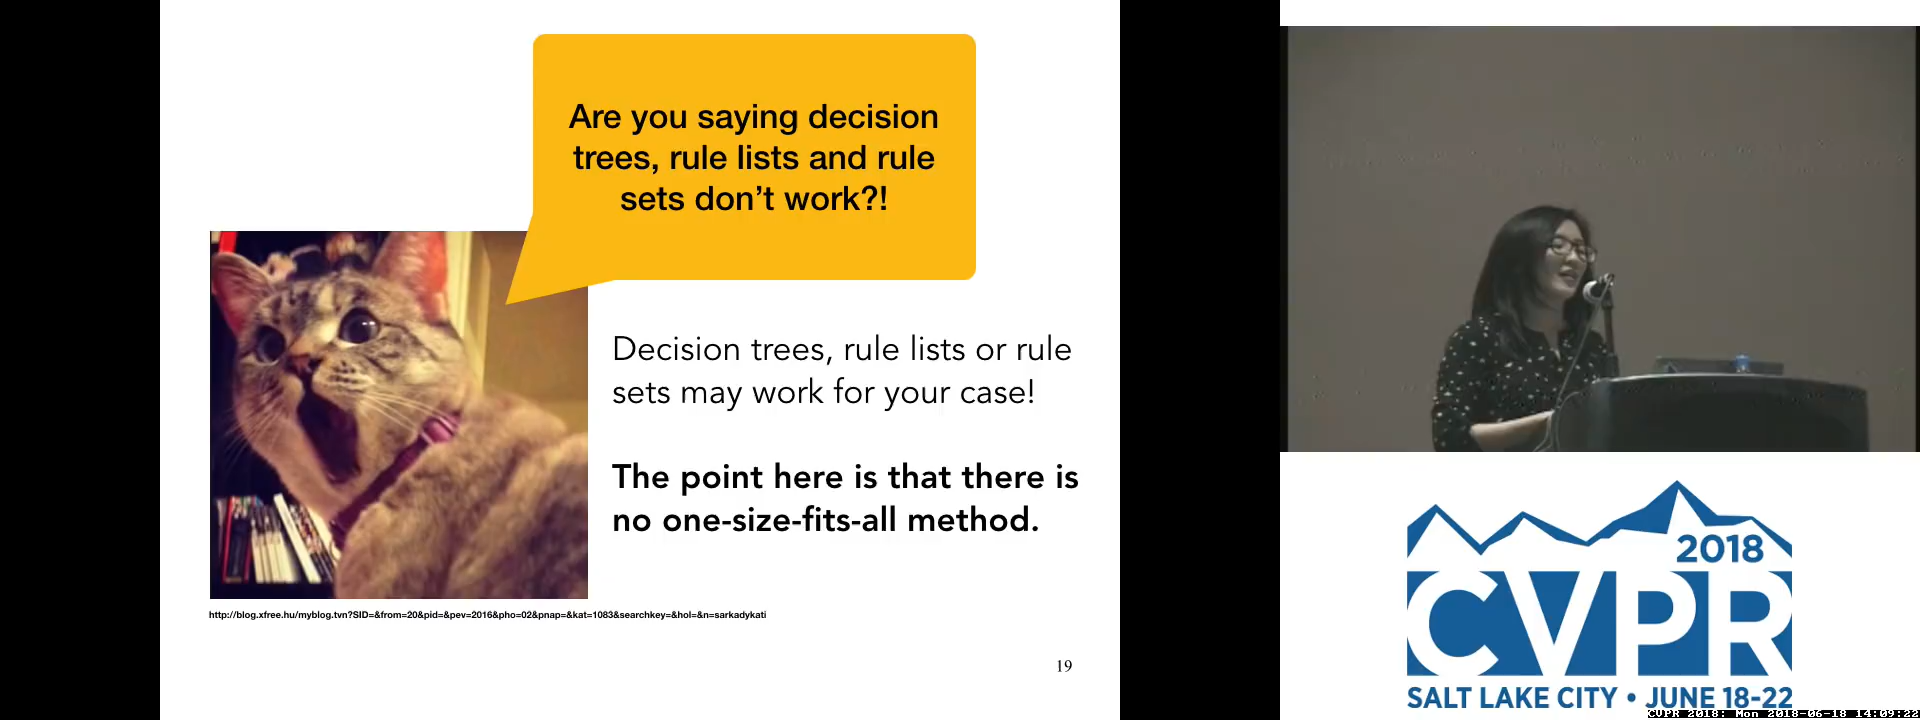 Are you saying decision
trees, rule lists and rule
sets don’t work?!
Decision trees, rule lists or rule
sets may work for your case!
The point here is that there is
no one-size-fits-all method.
http://blog.xfree.hu/myblog.tvn?SID=&from=20&pid=&pev=2016&pho=02&pnap=&kat=1083&searchkey=&hol=&n=sarkadykati
19
2018
CVPR
SALT LAKE CITY • JUNE 18-22
CVPR 2018: Mon 2018-06-18 14:09:22